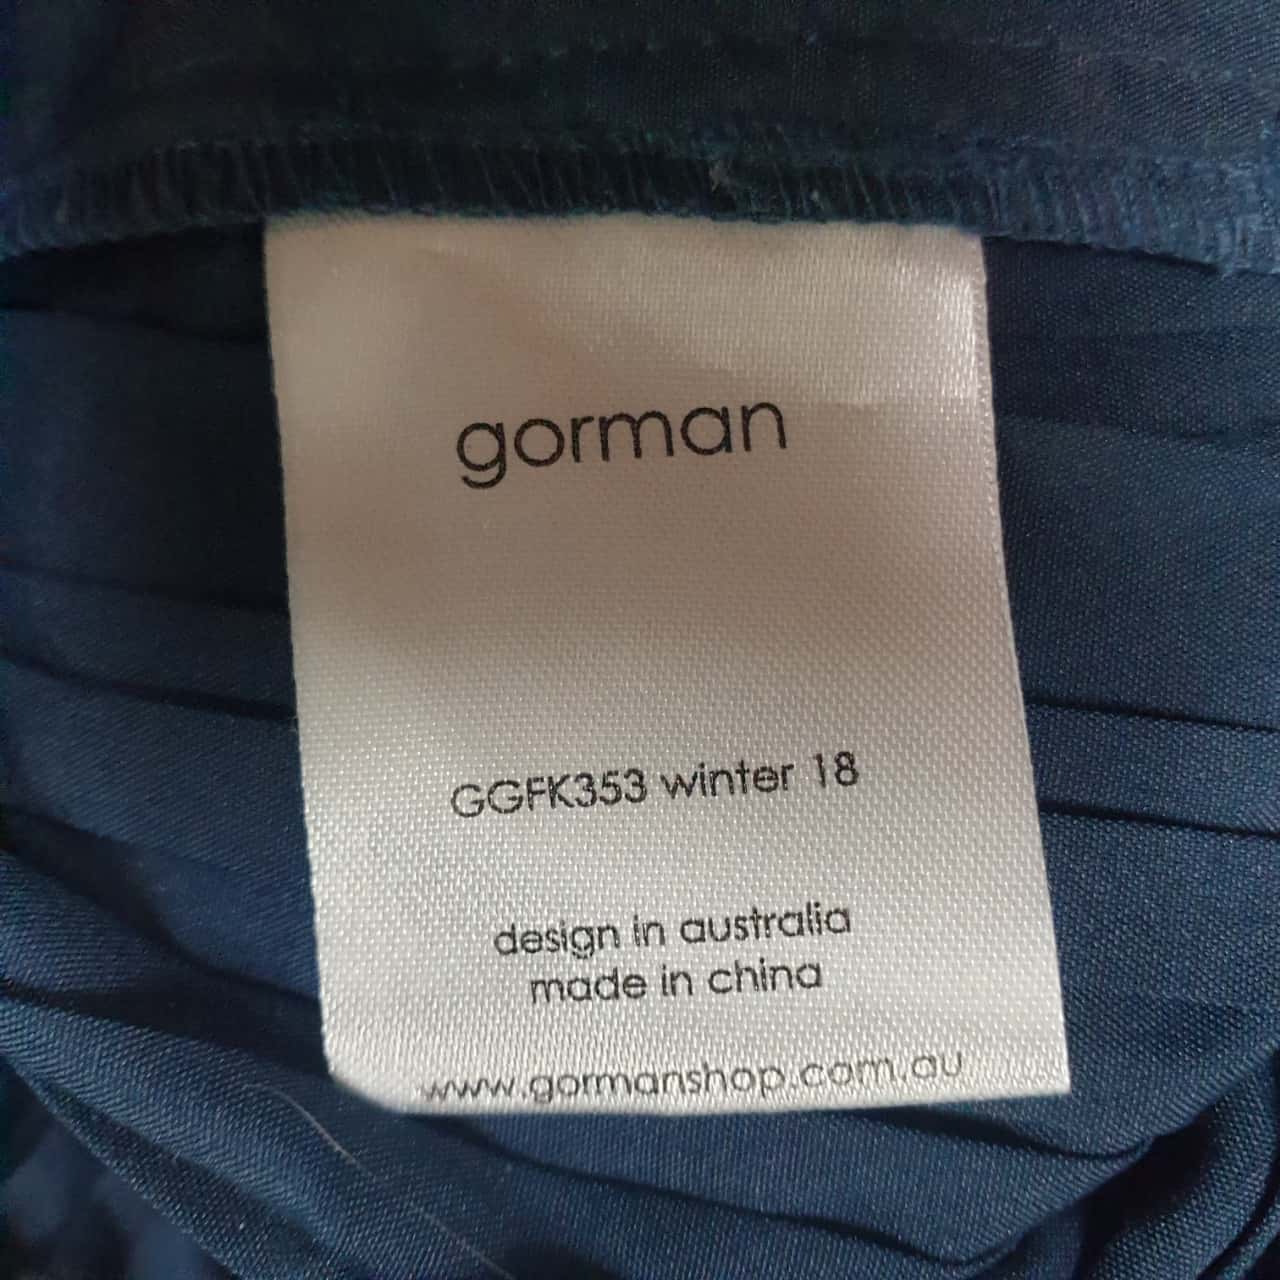 gorman
GGFK353 winter 18
design in australia
made in china
www.gormanshop.com.au